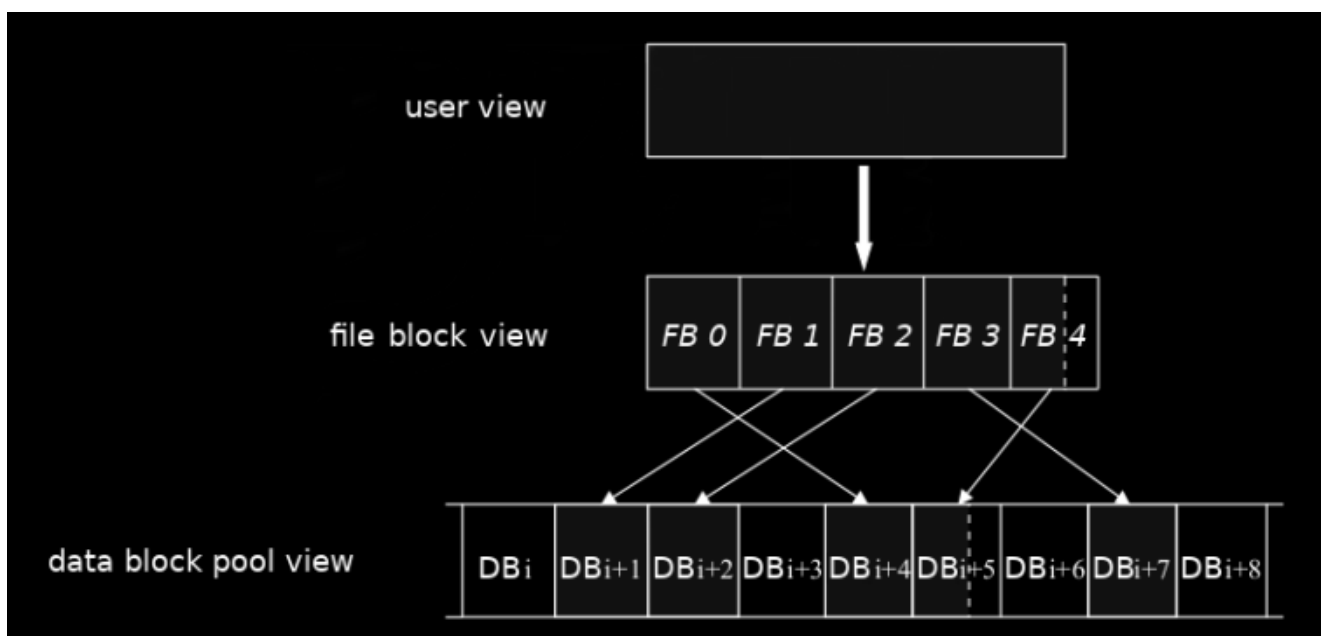 user view
file block view
FB 0 FB 1 FB 2 FB 3 FB 4
data block pool view
DBi DBi+1 DBi+2 DBi+3 DBi+4 DBi+5 DBi+6 DBi+7 DBi+8